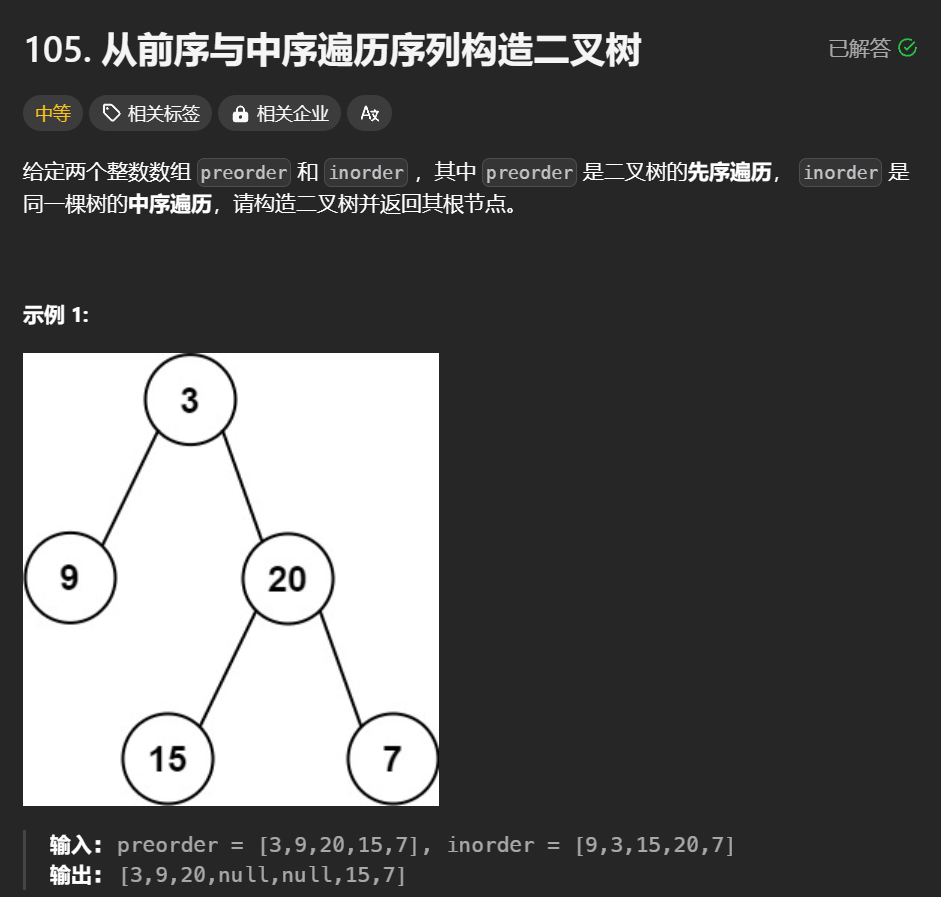 105. 从前序与中序遍历序列构造二叉树
已解答
中等 相关标签 相关企业 Ax
给定两个整数数组 preorder 和 inorder ，其中 preorder 是二叉树的先序遍历， inorder 是
同一棵树的中序遍历，请构造二叉树并返回其根节点。
示例 1:
3
9
20
15
7
输入: preorder = [3,9,20,15,7], inorder = [9,3,15,20,7]
输出: [3,9,20,null,null,15,7]